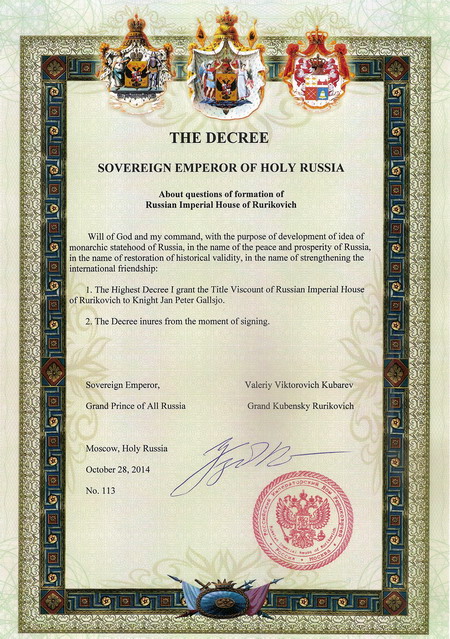 THE DECREE
SOVEREIGN EMPEROR OF HOLY RUSSIA
About questions of formation of
Russian Imperial House of Rurikovich
Will of God and my command, with the purpose of development of idea of
monarchic statehood of Russia, in the name of the peace and prosperity of Russia,
in the name of restoration of historical validity, in the name of strengthening the
international friendship:
1. The Highest Decree I grant the Title Viscount of Russian Imperial House
of Rurikovich to Knight Jan Peter Gallsjo.
2. The Decree inures from the moment of signing.
Sovereign Emperor, Valeriy Viktorovich Kubarev
Grand Prince of All Russia Grand Kubensky Rurikovich
Moscow, Holy Russia
October 28, 2014
No. 113